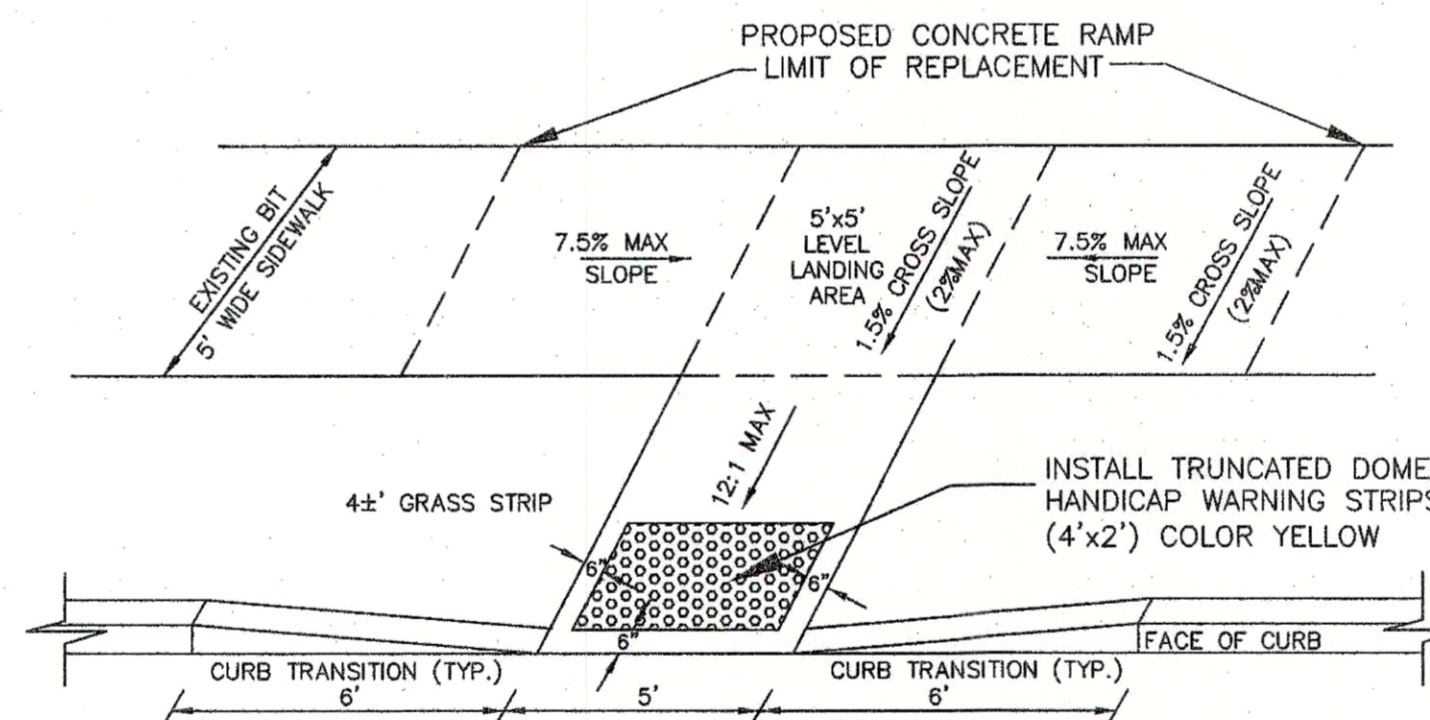 PROPOSED CONCRETE RAMP
LIMIT OF REPLACEMENT
EXISTING BIT
5' WIDE SIDEWALK
7.5% MAX
SLOPE
5'x5'
LEVEL
LANDING
AREA
1.5% CROSS SLOPE
(2%MAX)
7.5% MAX
SLOPE
1.5% CROSS SLOPE
(2%MAX)
12:1 MAX
4±' GRASS STRIP
INSTALL TRUNCATED DOME
HANDICAP WARNING STRIPS
(4'x2') COLOR YELLOW
6"
6"
6"
FACE OF CURB
CURB TRANSITION (TYP.)
CURB TRANSITION (TYP.)
6'
5'
6'